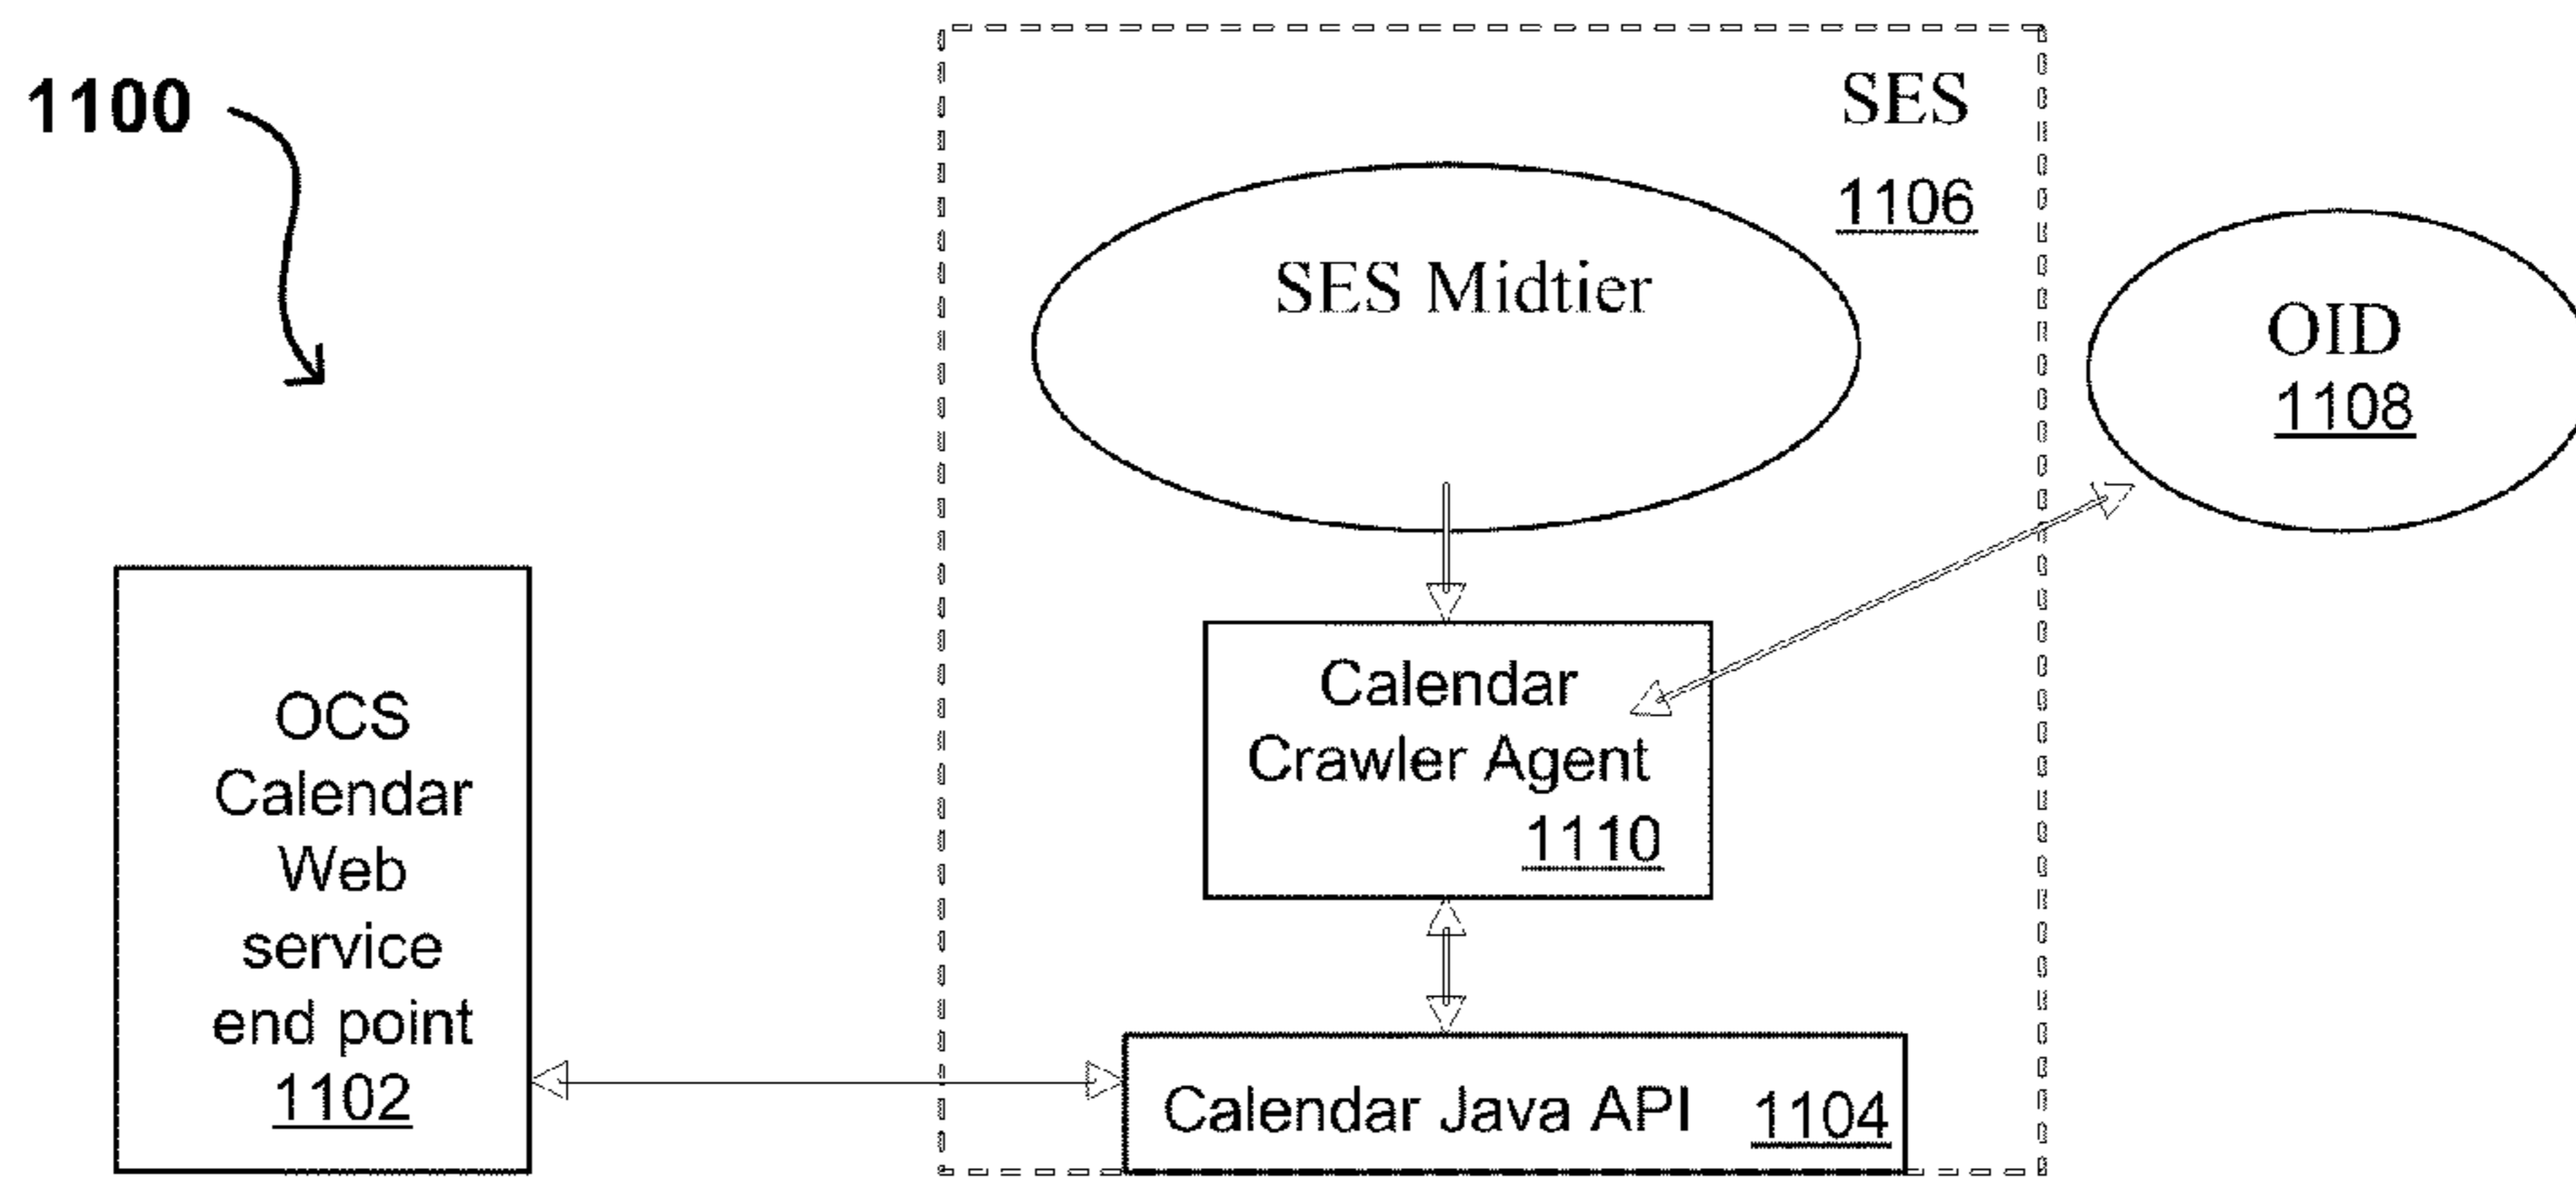 1100
SES
1106
SES Midtier
OID
1108
Calendar
Crawler Agent
1110
OCS
Calendar
Web
service
end point
1102
Calendar Java API 1104